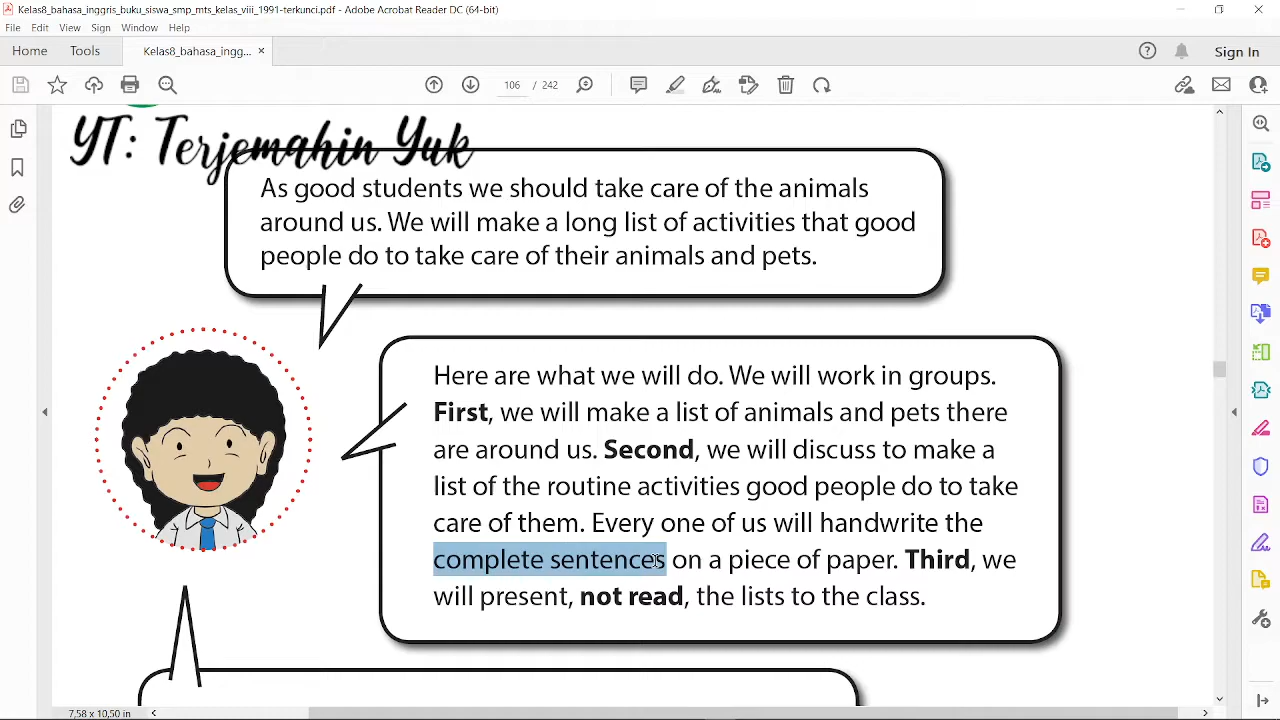 Kelas8_bahasa_inggris_buku_siswa_smp_mts_kelas_viii_1991-terkunci.pdf - Adobe Acrobat Reader DC (64-bit)
File Edit View Sign Window Help
Home Tools Kelas8_bahasa_ingg... × Sign In
106 / 242
YT: Terjemahin Yuk
As good students we should take care of the animals
around us. We will make a long list of activities that good
people do to take care of their animals and pets.
Here are what we will do. We will work in groups.
First, we will make a list of animals and pets there
are around us. Second, we will discuss to make a
list of the routine activities good people do to take
care of them. Every one of us will handwrite the
complete sentences on a piece of paper. Third, we
will present, not read, the lists to the class.
7,58 x 10,50 in